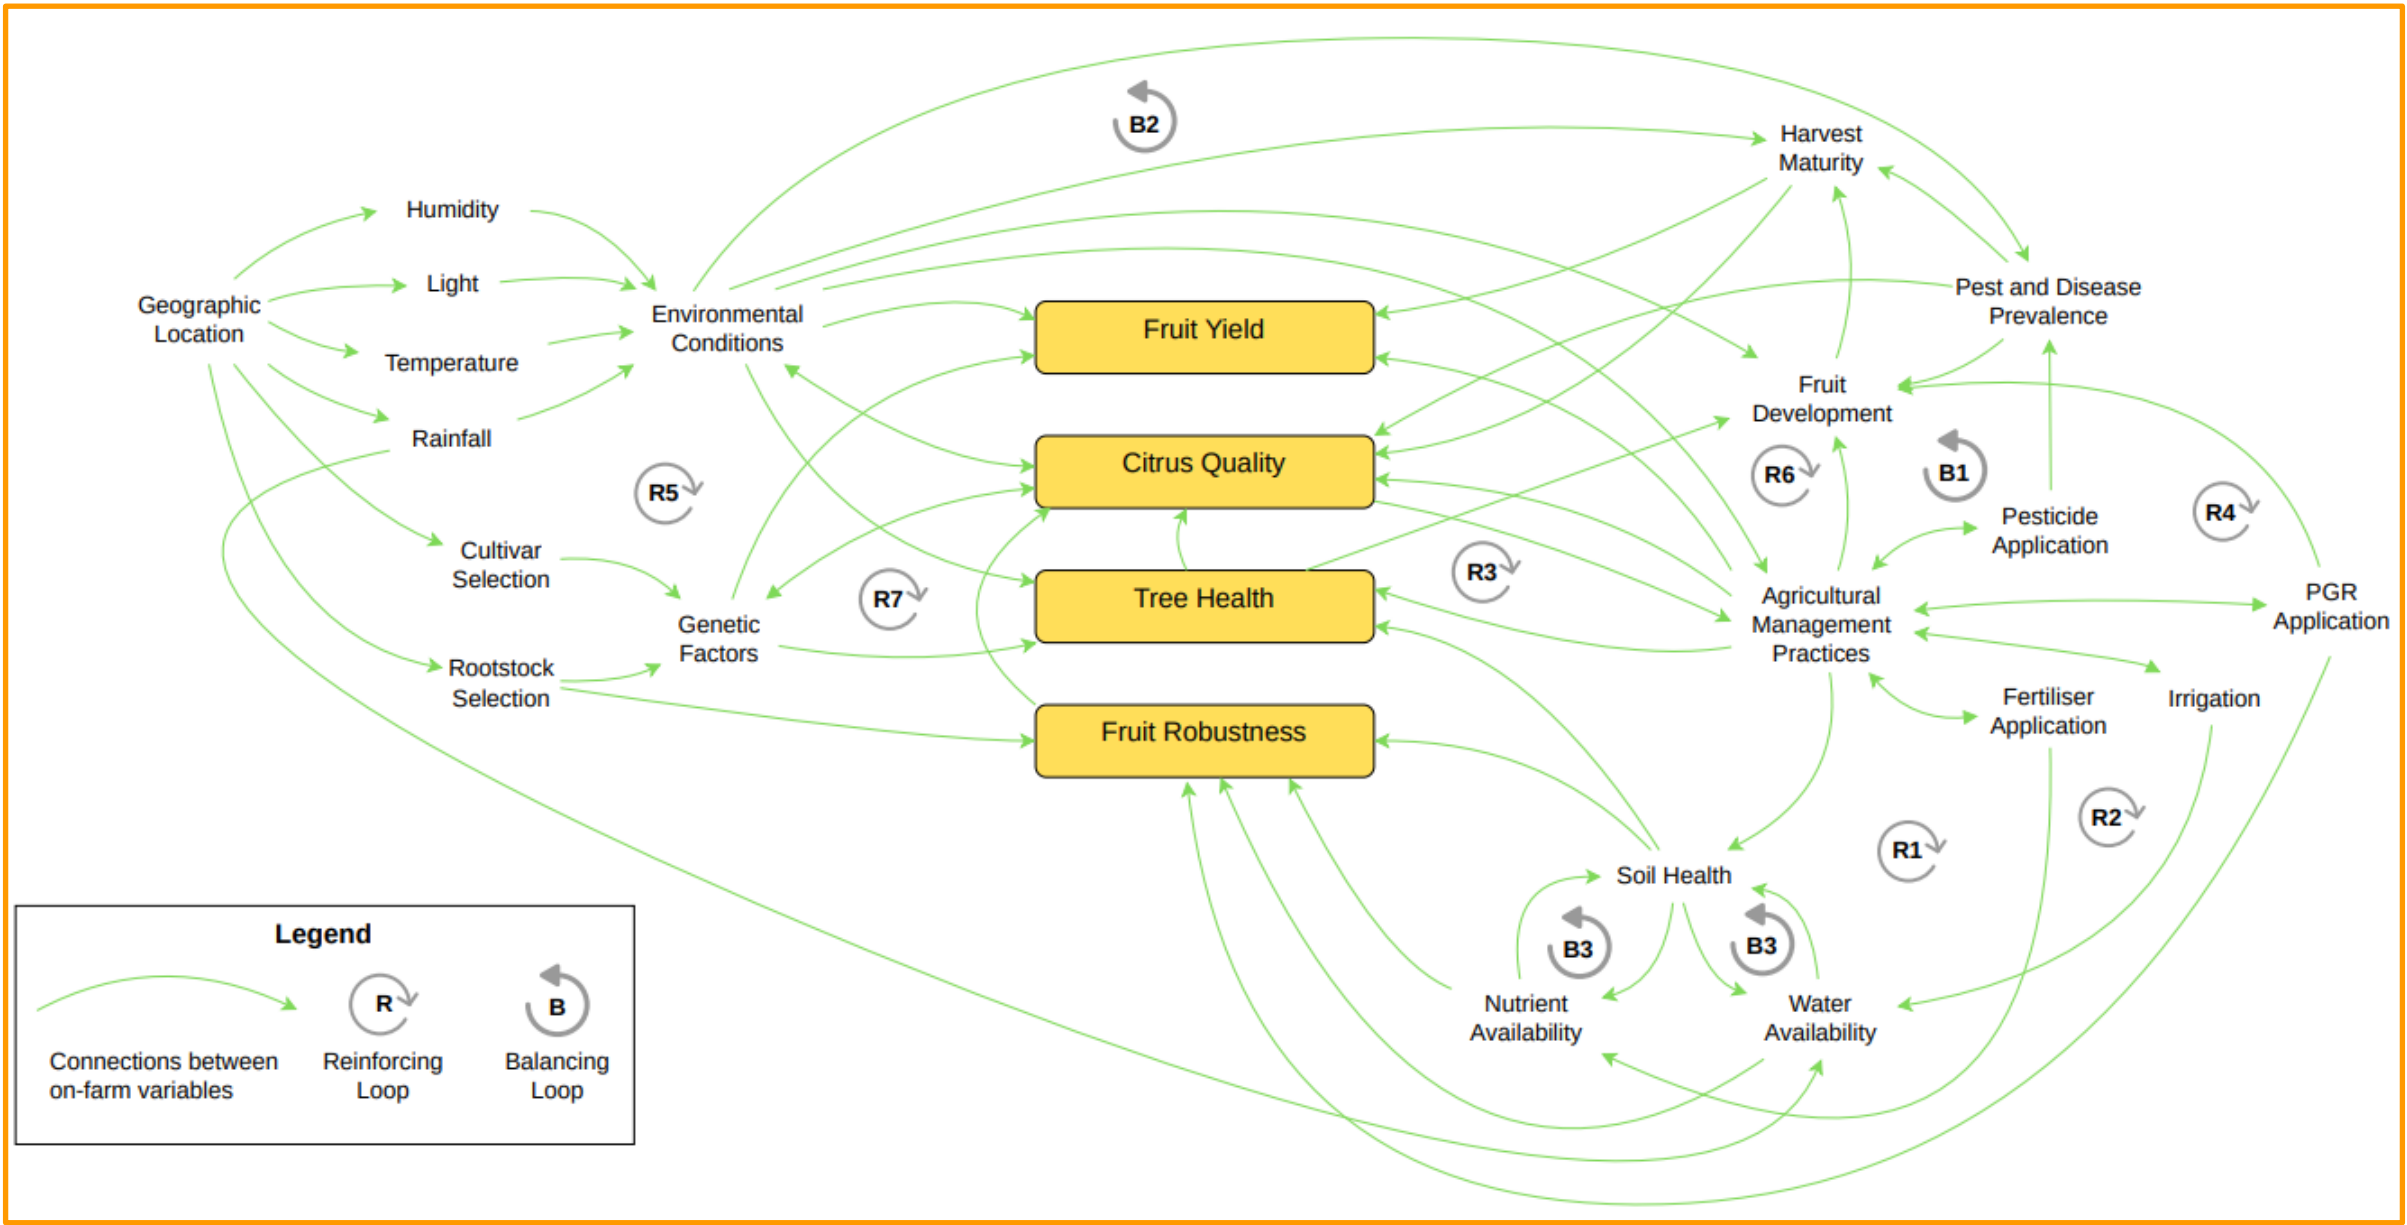 B2
Harvest
Maturity
Humidity
Light
Geographic
Location
Temperature
Rainfall
Environmental
Conditions
Fruit Yield
Pest and Disease
Prevalence
Fruit
Development
Citrus Quality
R5
R6
B1
R4
Pesticide
Application
Cultivar
Selection
R7
Tree Health
R3
Agricultural
Management
Practices
PGR
Application
Genetic
Factors
Rootstock
Selection
Fruit Robustness
Fertiliser
Application
Irrigation
R2
R1
Soil Health
B3
B3
Nutrient
Availability
Water
Availability
Legend
R
B
Connections between
on-farm variables
Reinforcing
Loop
Balancing
Loop